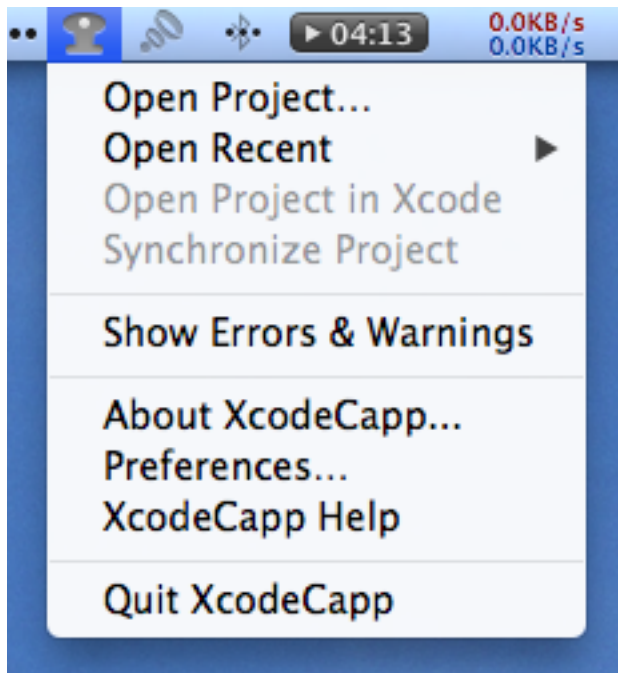 04:13
0.0KB/s
0.0KB/s
Open Project...
Open Recent
Open Project in Xcode
Synchronize Project
Show Errors & Warnings
About XcodeCapp...
Preferences...
XcodeCapp Help
Quit XcodeCapp